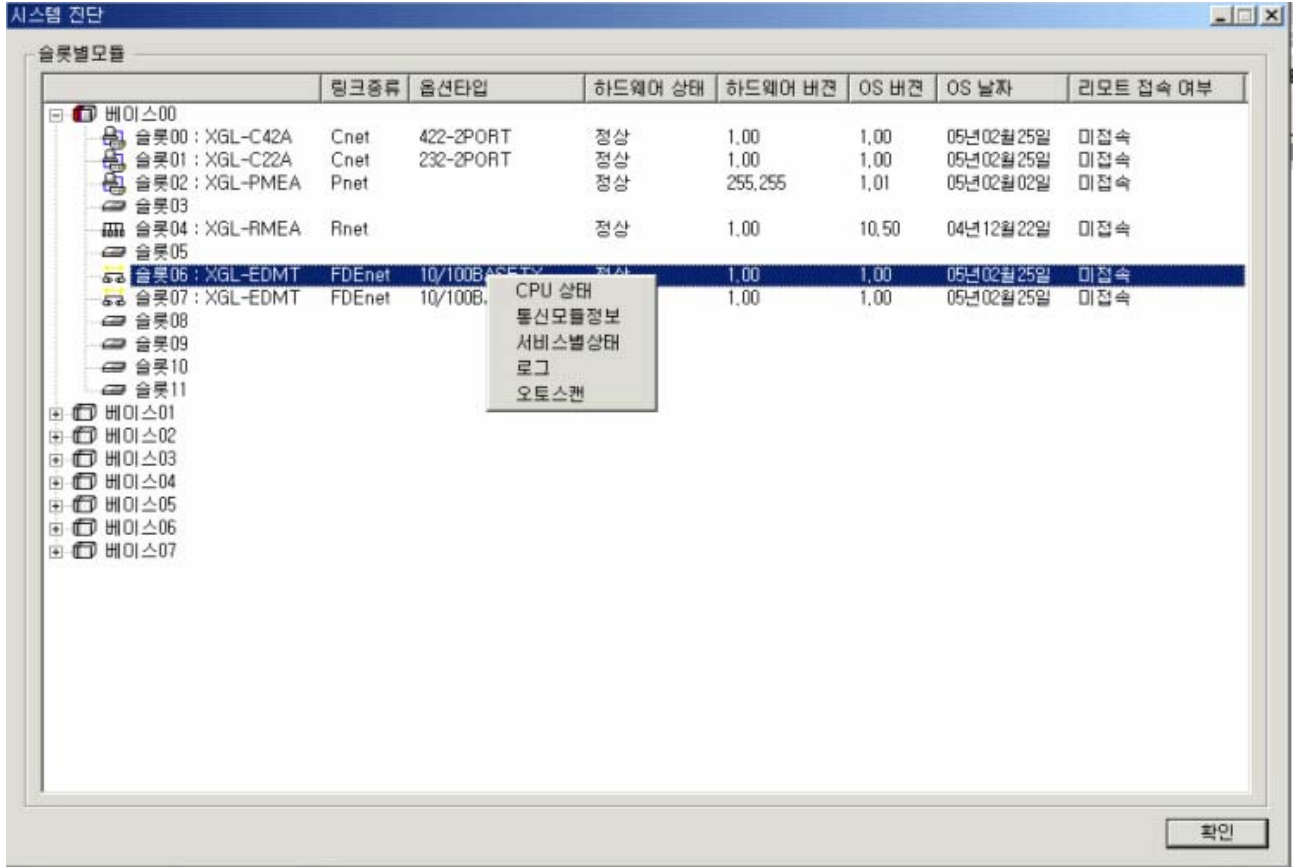 시스템 진단
슬롯별모듈
링크종류 옵션타입 하드웨어 상태 하드웨어 버젼 OS 버젼 OS 날짜 리모트 접속 여부
베이스00
슬롯00 : XGL-C42A Cnet 422-2PORT 정상 1.00 1.00 05년02월25일 미접속
슬롯01 : XGL-C22A Cnet 232-2PORT 정상 1.00 1.00 05년02월25일 미접속
슬롯02 : XGL-PMEA Pnet 정상 255.255 1.01 05년02월02일 미접속
슬롯03
슬롯04 : XGL-RMEA Rnet 정상 1.00 10.50 04년12월22일 미접속
슬롯05
슬롯06 : XGL-EDMT FDEnet 10/100BASETX 정상 1.00 1.00 05년02월25일 미접속
슬롯07 : XGL-EDMT FDEnet 10/100B 1.00 1.00 05년02월25일 미접속
CPU 상태
통신모듈정보
서비스별상태
로그
오토스캔
슬롯08
슬롯09
슬롯10
슬롯11
베이스01
베이스02
베이스03
베이스04
베이스05
베이스06
베이스07
확인